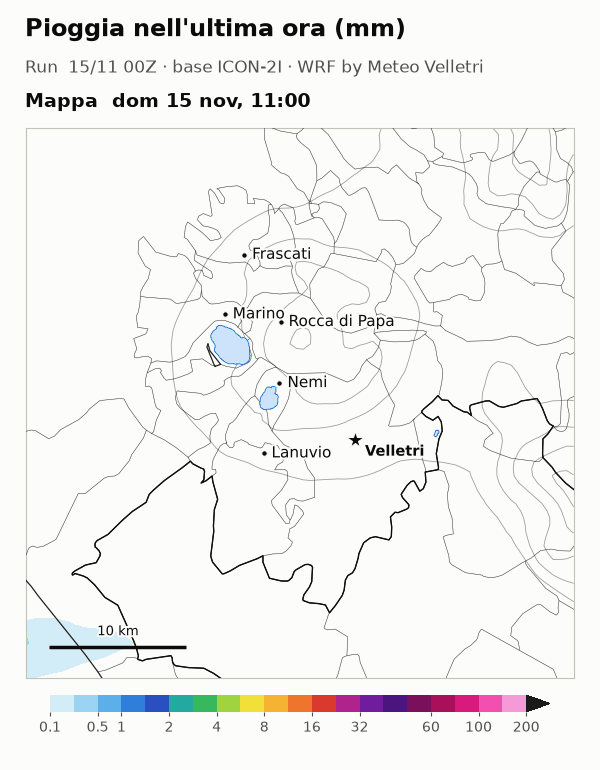 Pioggia nell'ultima ora (mm)
Run 15/11 00Z · base ICON-2I · WRF by Meteo Velletri
Mappa dom 15 nov, 11:00
Frascati
Marino
Rocca di Papa
Nemi
Velletri
Lanuvio
10 km
0.1 0.5 1 2 4 8 16 32 60 100 200